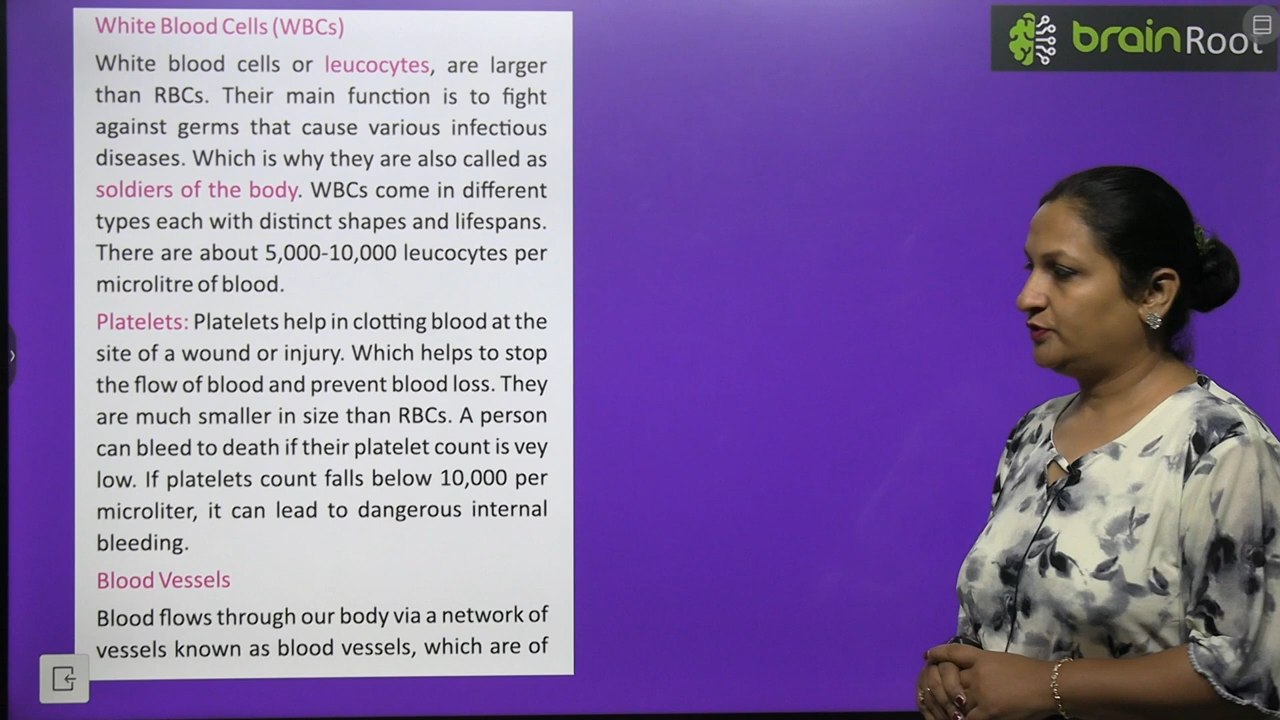 White Blood Cells (WBCs)
White blood cells or leucocytes, are larger
than RBCs. Their main function is to fight
against germs that cause various infectious
diseases. Which is why they are also called as
soldiers of the body. WBCs come in different
types each with distinct shapes and lifespans.
There are about 5,000-10,000 leucocytes per
microlitre of blood.
Platelets: Platelets help in clotting blood at the
site of a wound or injury. Which helps to stop
the flow of blood and prevent blood loss. They
are much smaller in size than RBCs. A person
can bleed to death if their platelet count is vey
low. If platelets count falls below 10,000 per
microliter, it can lead to dangerous internal
bleeding.
Blood Vessels
Blood flows through our body via a network of
vessels known as blood vessels, which are of
brainRoot